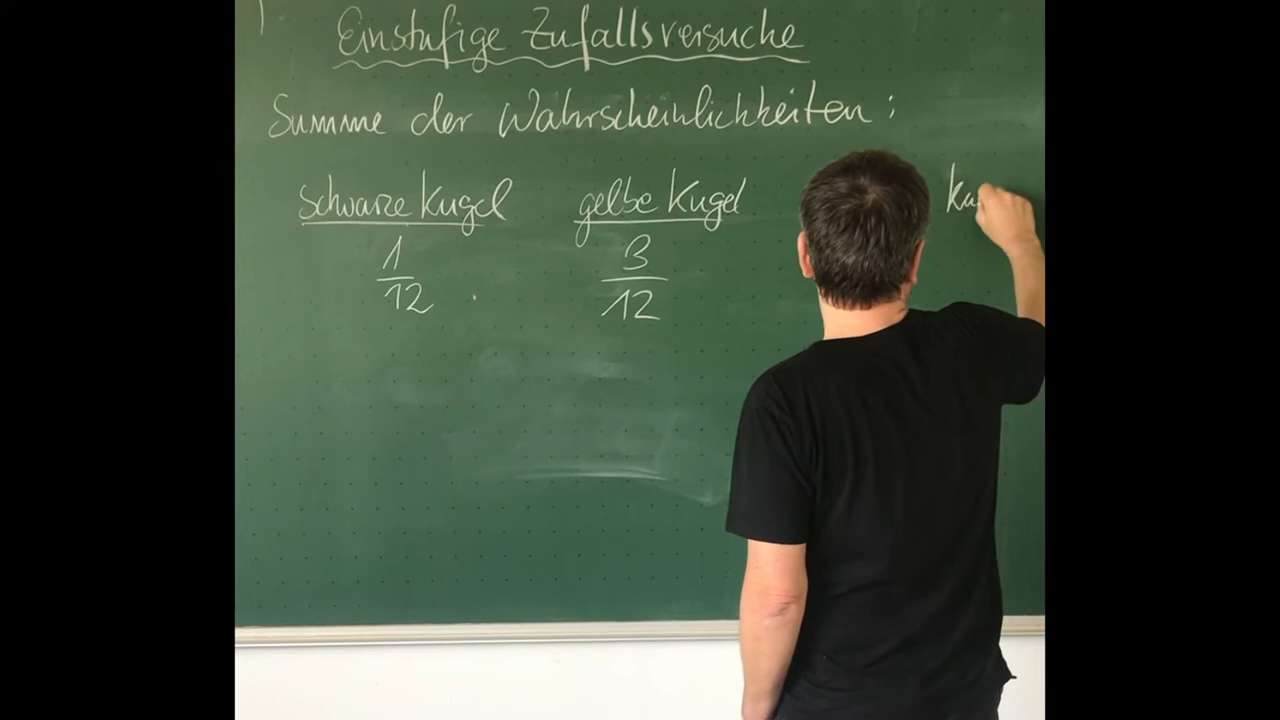 Einstufige Zufallsversuche
Summe der Wahrscheinlichkeiten:
schwarze Kugel gelbe Kugel
1/12 3/12